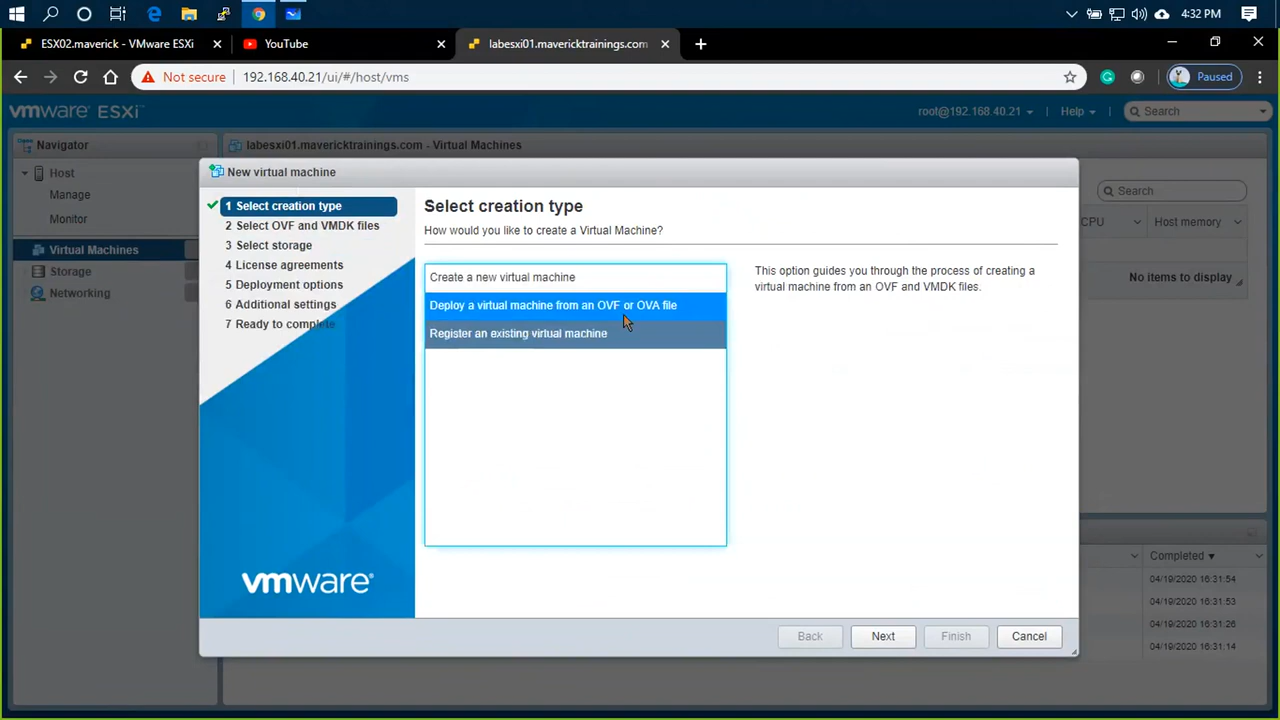 4:32 PM
ESX02.maverick - VMware ESXi
YouTube
labesxi01.mavericktrainings.com
Not secure
192.168.40.21/ui/#/host/vms
Paused
vmware ESXi™
root@192.168.40.21
Help
Search
Navigator
labesxi01.mavericktrainings.com - Virtual Machines
Host
Manage
Monitor
Virtual Machines
Storage
Networking
Search
CPU
Host memory
No items to display
New virtual machine
1 Select creation type
2 Select OVF and VMDK files
3 Select storage
4 License agreements
5 Deployment options
6 Additional settings
7 Ready to complete
vmware®
Select creation type
How would you like to create a Virtual Machine?
Create a new virtual machine
Deploy a virtual machine from an OVF or OVA file
Register an existing virtual machine
This option guides you through the process of creating a
virtual machine from an OVF and VMDK files.
Back
Next
Finish
Cancel
Completed
04/19/2020 16:31:54
04/19/2020 16:31:53
04/19/2020 16:31:26
04/19/2020 16:31:14